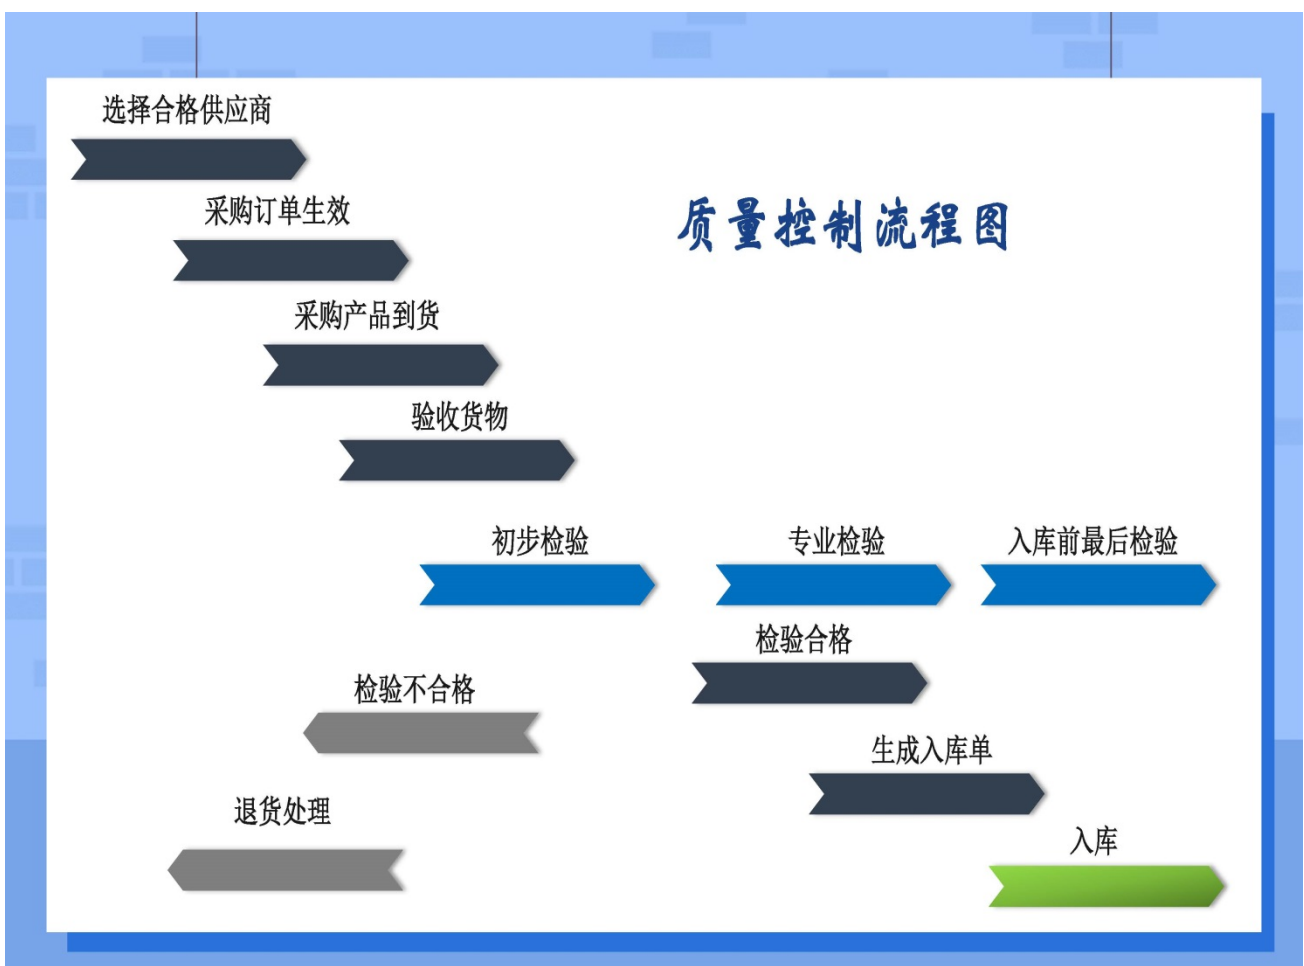 选择合格供应商
采购订单生效
质量控制流程图
采购产品到货
验收货物
初步检验
专业检验
入库前最后检验
检验合格
检验不合格
生成入库单
退货处理
入库